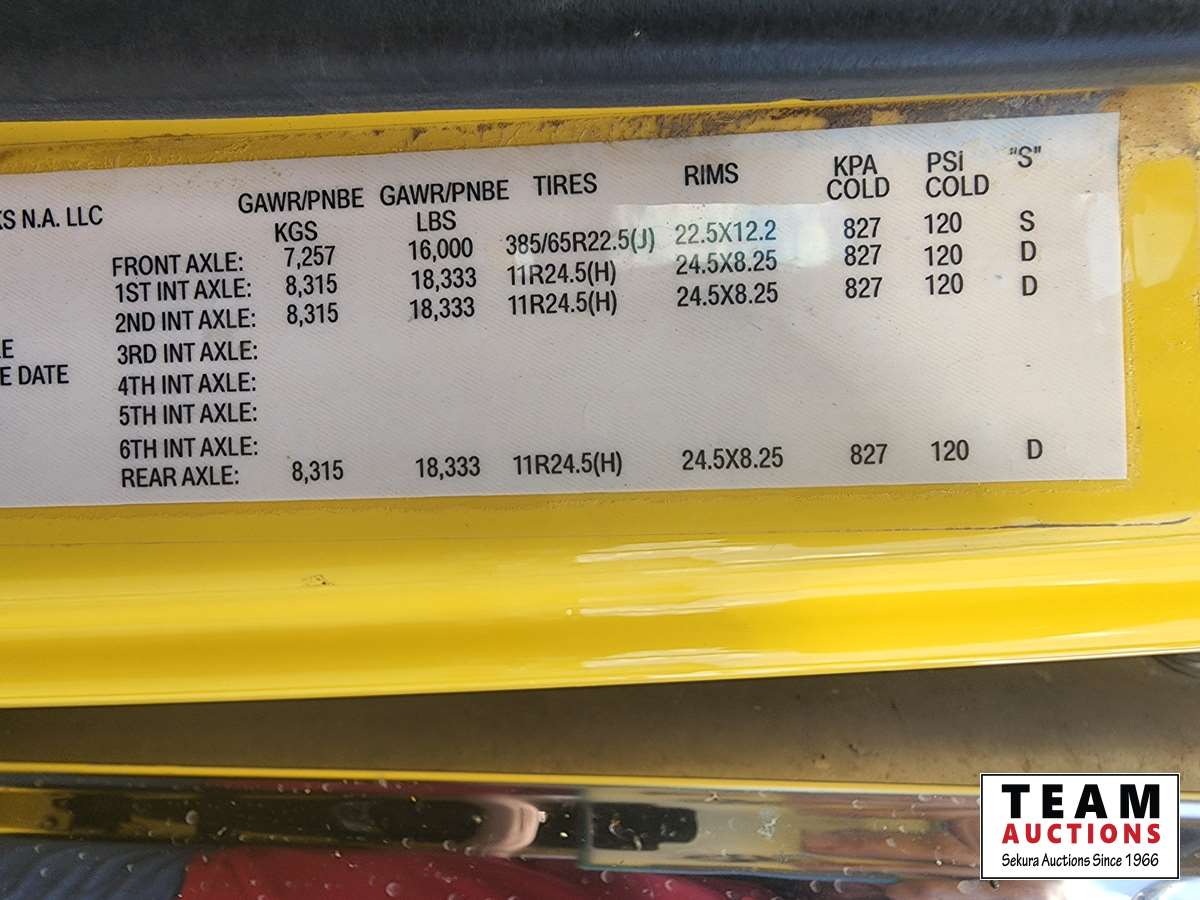 GAWR/PNBE GAWR/PNBE TIRES RIMS KPA PSI "S"
KS N.A. LLC KGS LBS COLD COLD
FRONT AXLE: 7,257 16,000 385/65R22.5(J) 22.5X12.2 827 120 S
1ST INT AXLE: 8,315 18,333 11R24.5(H) 24.5X8.25 827 120 D
2ND INT AXLE: 8,315 18,333 11R24.5(H) 24.5X8.25 827 120 D
LE 3RD INT AXLE:
E DATE 4TH INT AXLE:
5TH INT AXLE:
6TH INT AXLE:
REAR AXLE: 8,315 18,333 11R24.5(H) 24.5X8.25 827 120 D
TEAM
AUCTIONS
Sekura Auctions Since 1966